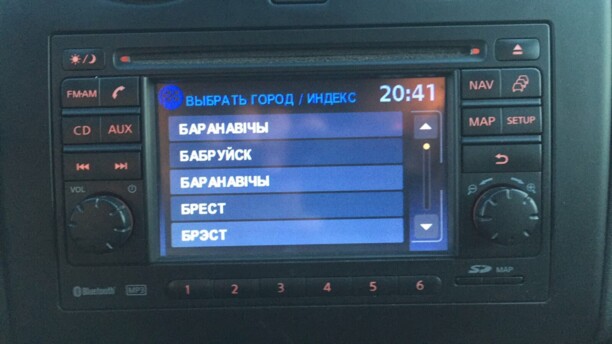 FM·AM
CD AUX
VOL
Bluetooth
MP3
ВЫБРАТЬ ГОРОД / ИНДЕКС 20:41
БАРАНАВІЧЫ
БАБРУЙСК
БАРАНАВІЧЫ
БРЕСТ
БРЭСТ
1 2 3 4 5 6
NAV
MAP SETUP
SD MAP